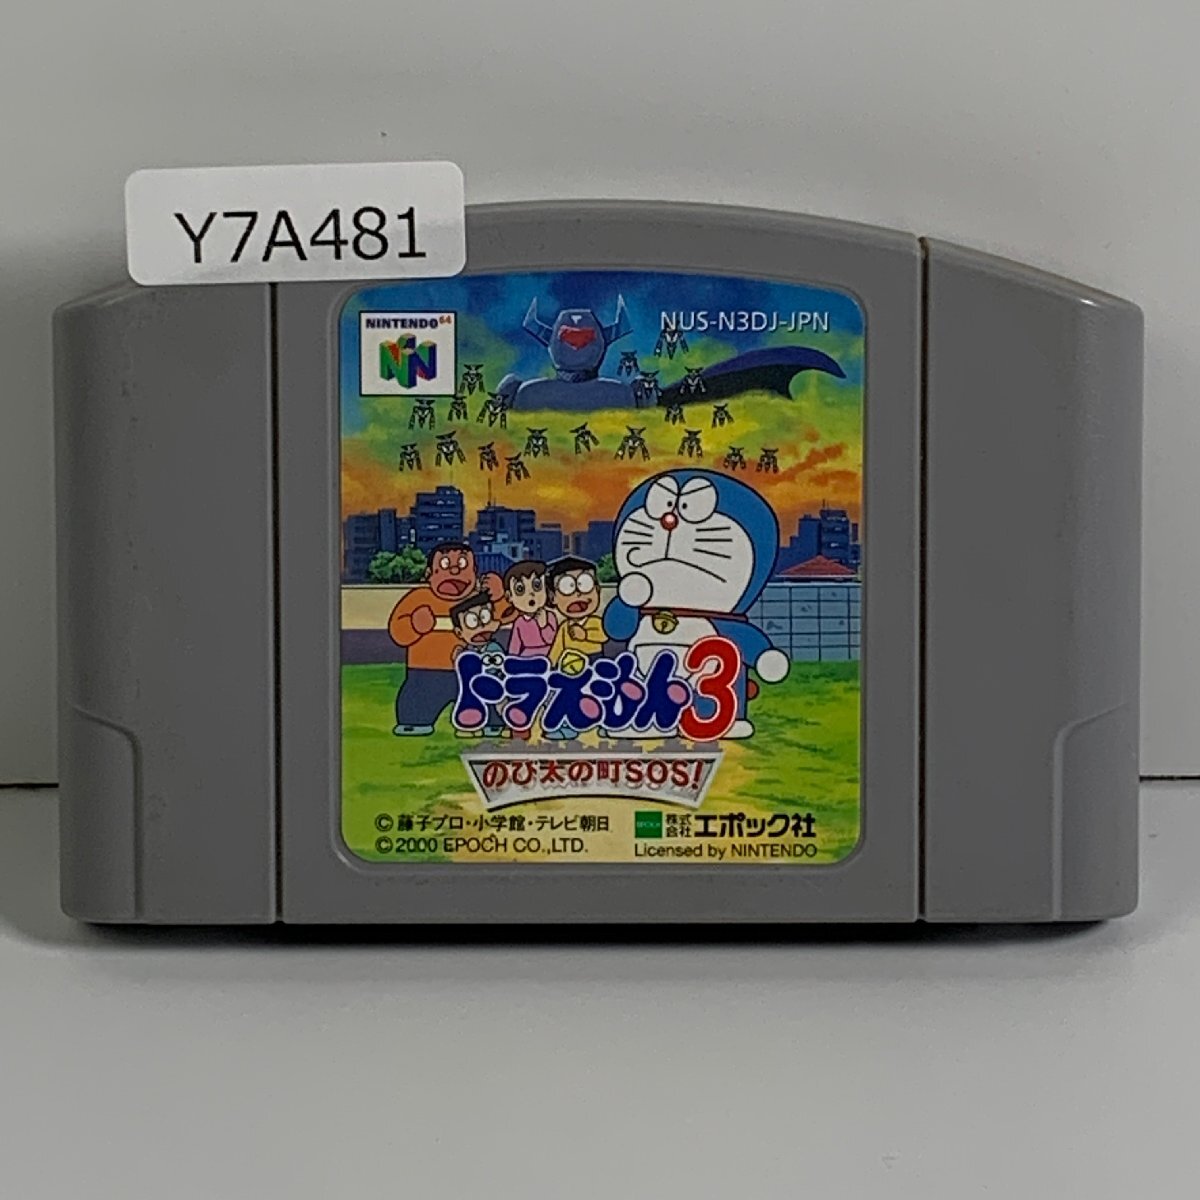 Y7A481
NINTENDO64
NUS-N3DJ-JPN
ドラえもん3
のび太の町SOS!
© 藤子プロ・小学館・テレビ朝日
© 2000 EPOCH CO.,LTD.
EPOCH 株式会社 エポック社
Licensed by NINTENDO